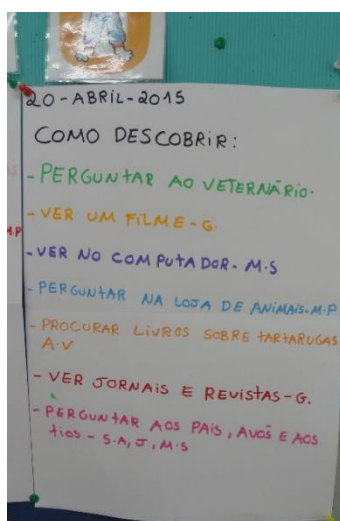 20-ABRIL-2015
COMO DESCOBRIR:
- PERGUNTAR AO VETERNÁRIO.
- VER UM FILME-G.
- VER NO COMPUTADOR- M.S
- PERGUNTAR NA LOJA DE ANIMAIS.M.P
- PROCURAR LIVROS SOBRE TARTARUGAS
A.V
- VER JORNAIS E REVISTAS-G.
- PERGUNTAR AOS PAIS, AVÓS E AOS
TIOS - S.A, J, M.S